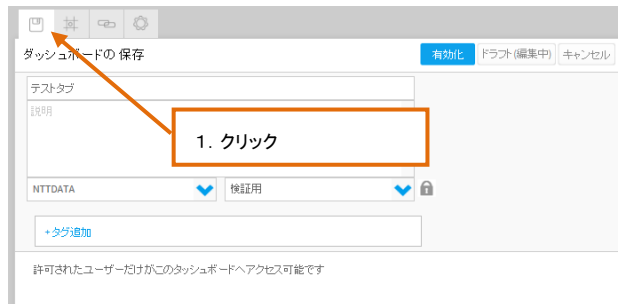 ダッシュボードの保存
有効化
ドラフト(編集中)
キャンセル
テストタブ
説明
1. クリック
NTTDATA
検証用
+タグ追加
許可されたユーザーだけがこのダッシュボードへアクセス可能です